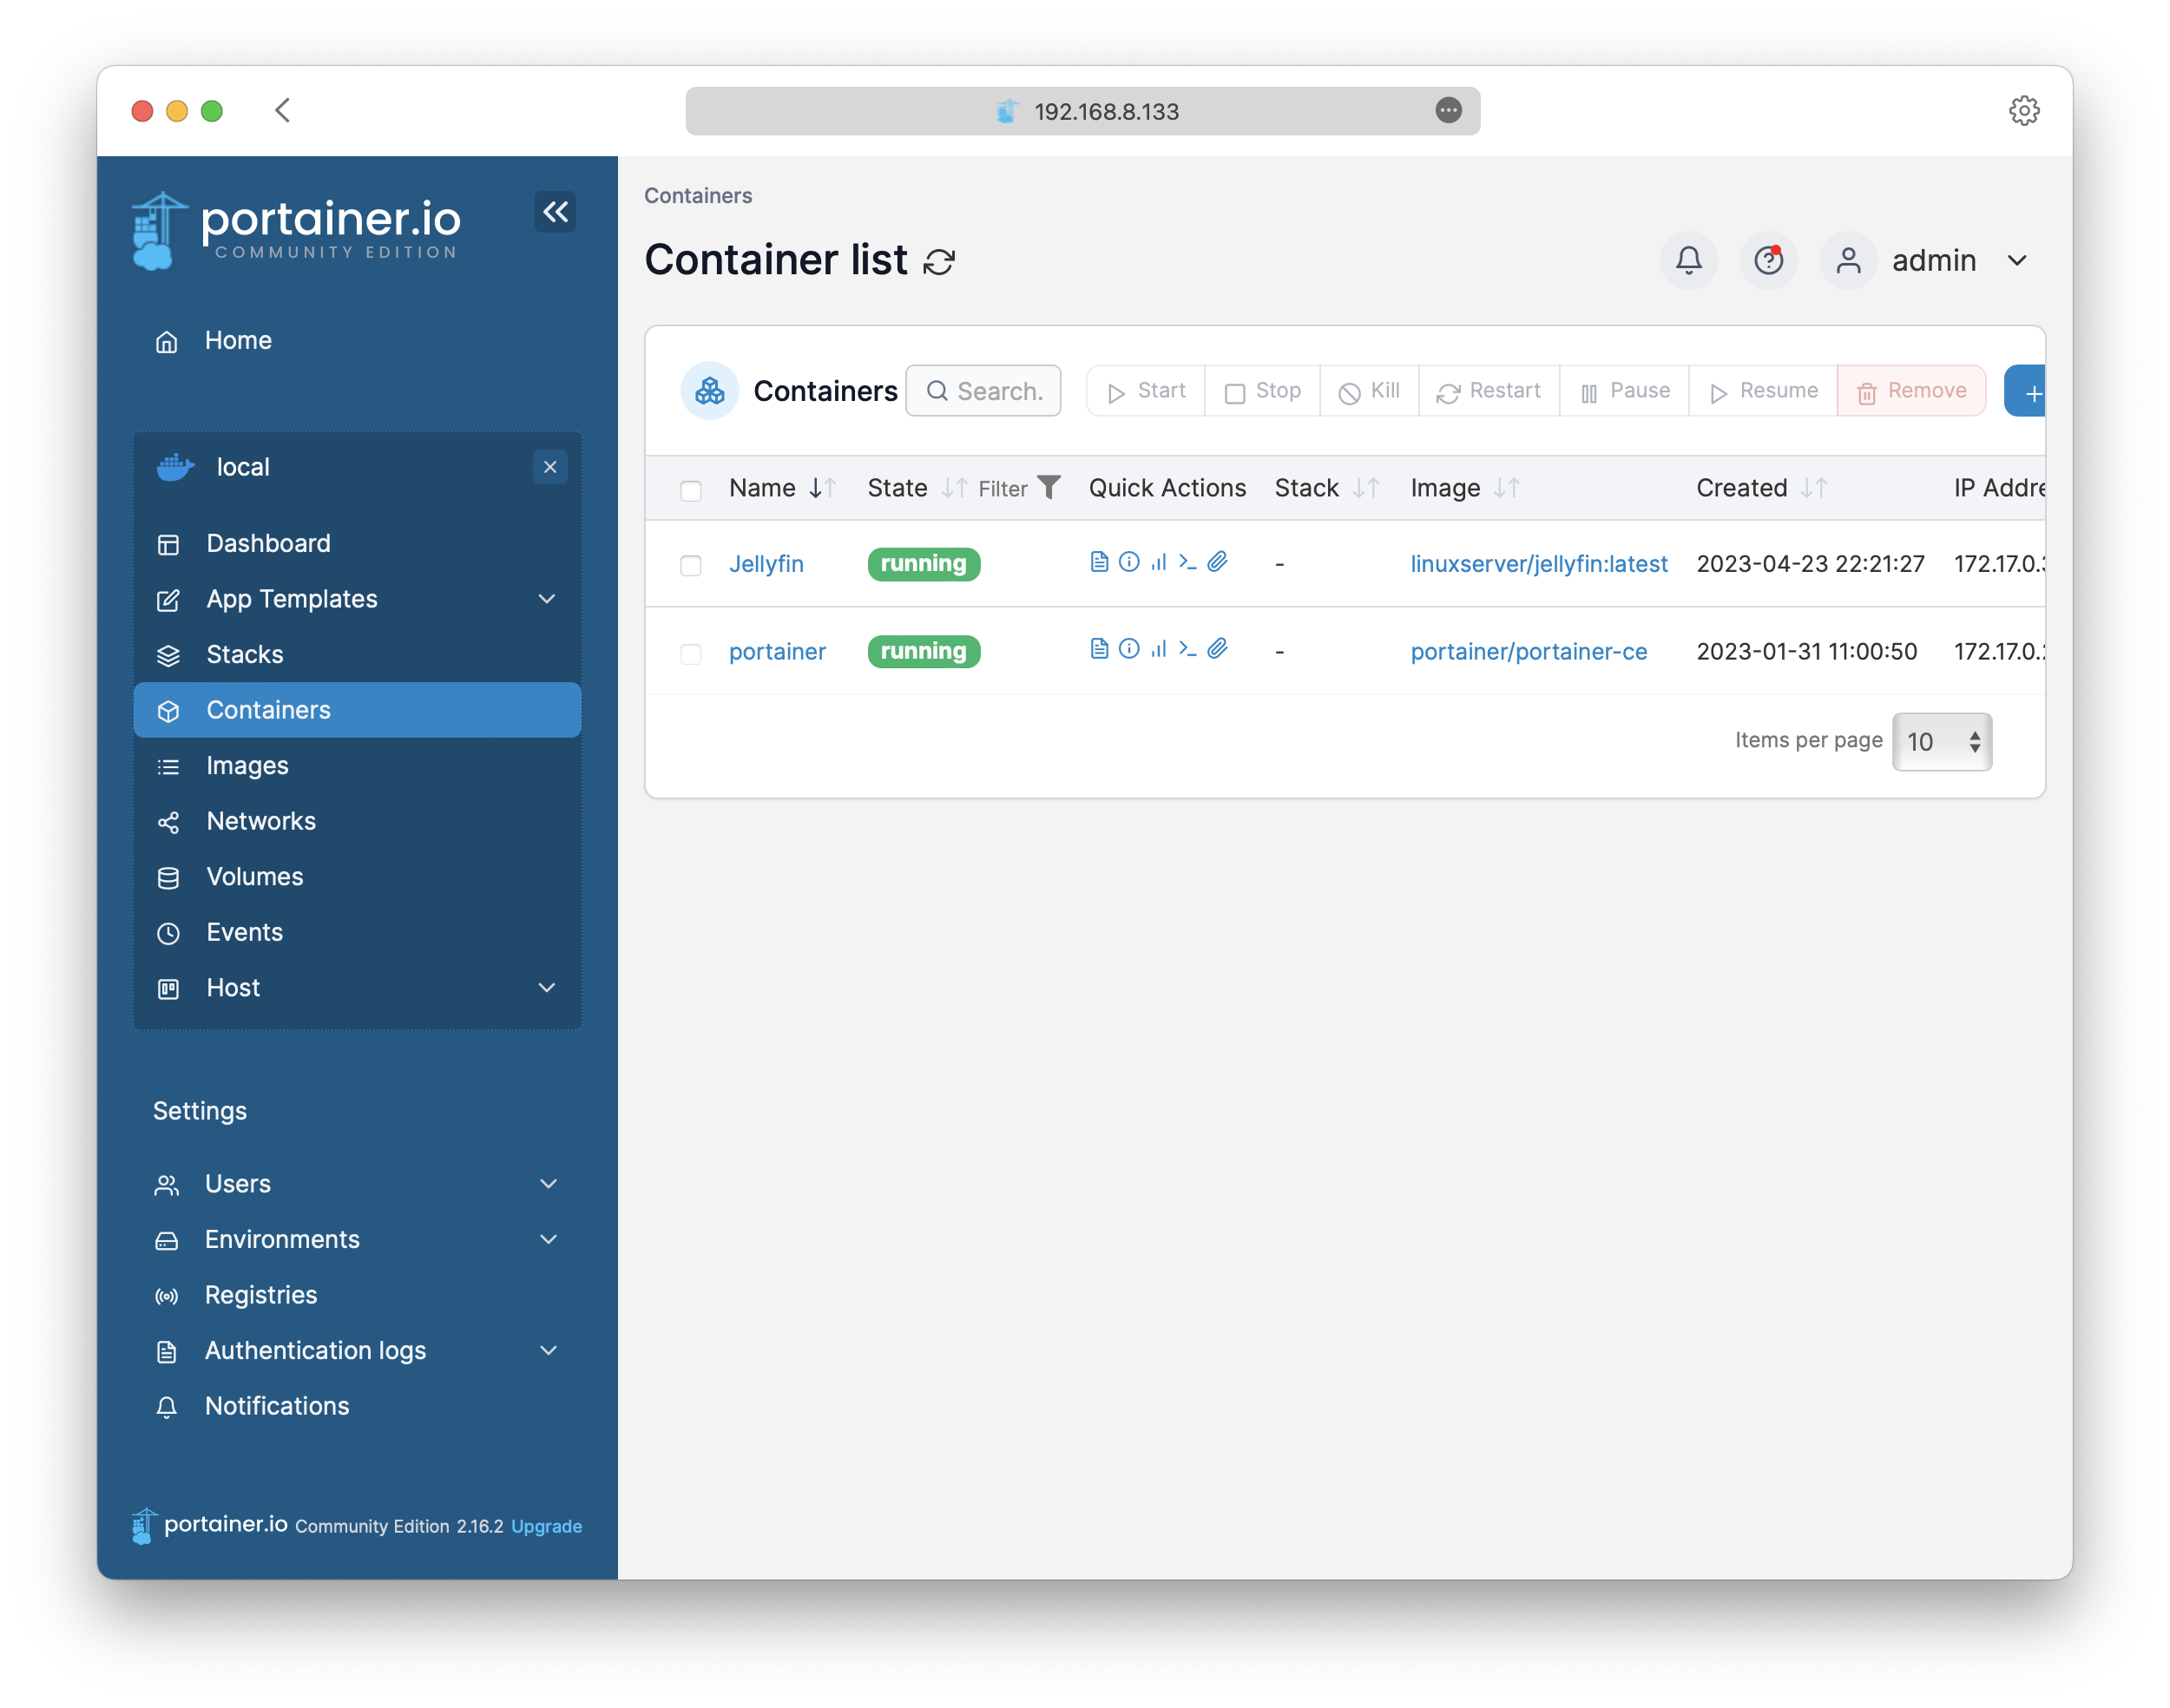 192.168.8.133
portainer.io
COMMUNITY EDITION
Home
local
Dashboard
App Templates
Stacks
Containers
Images
Networks
Volumes
Events
Host
Settings
Users
Environments
Registries
Authentication logs
Notifications
portainer.io Community Edition 2.16.2 Upgrade
Containers
Container list
admin
Containers Search. Start Stop Kill Restart Pause Resume Remove
Name State Filter Quick Actions Stack Image Created IP Addre
Jellyfin running - linuxserver/jellyfin:latest 2023-04-23 22:21:27 172.17.0.
portainer running - portainer/portainer-ce 2023-01-31 11:00:50 172.17.0.
Items per page 10